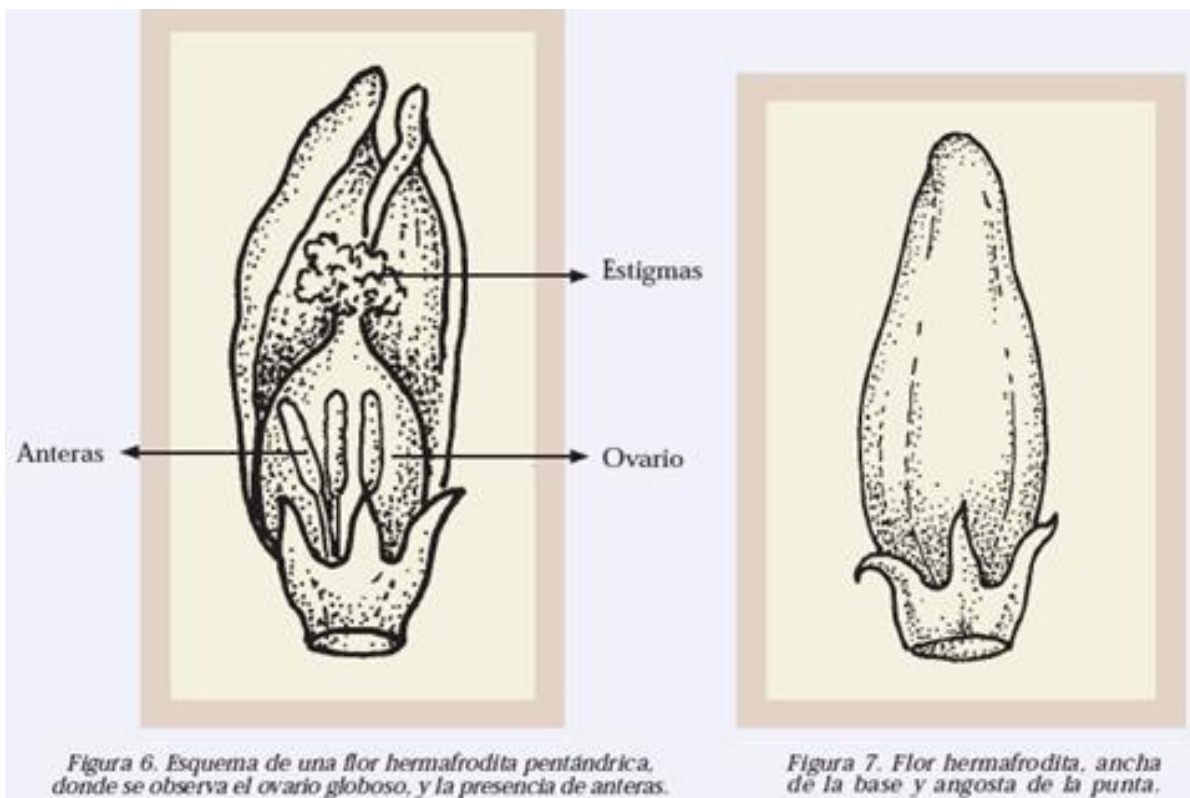 Estigmas
Anteras
Ovario
Figura 6. Esquema de una flor hermafrodita pentándrica,
donde se observa el ovario globoso, y la presencia de anteras.
Figura 7. Flor hermafrodita, ancha
de la base y angosta de la punta.